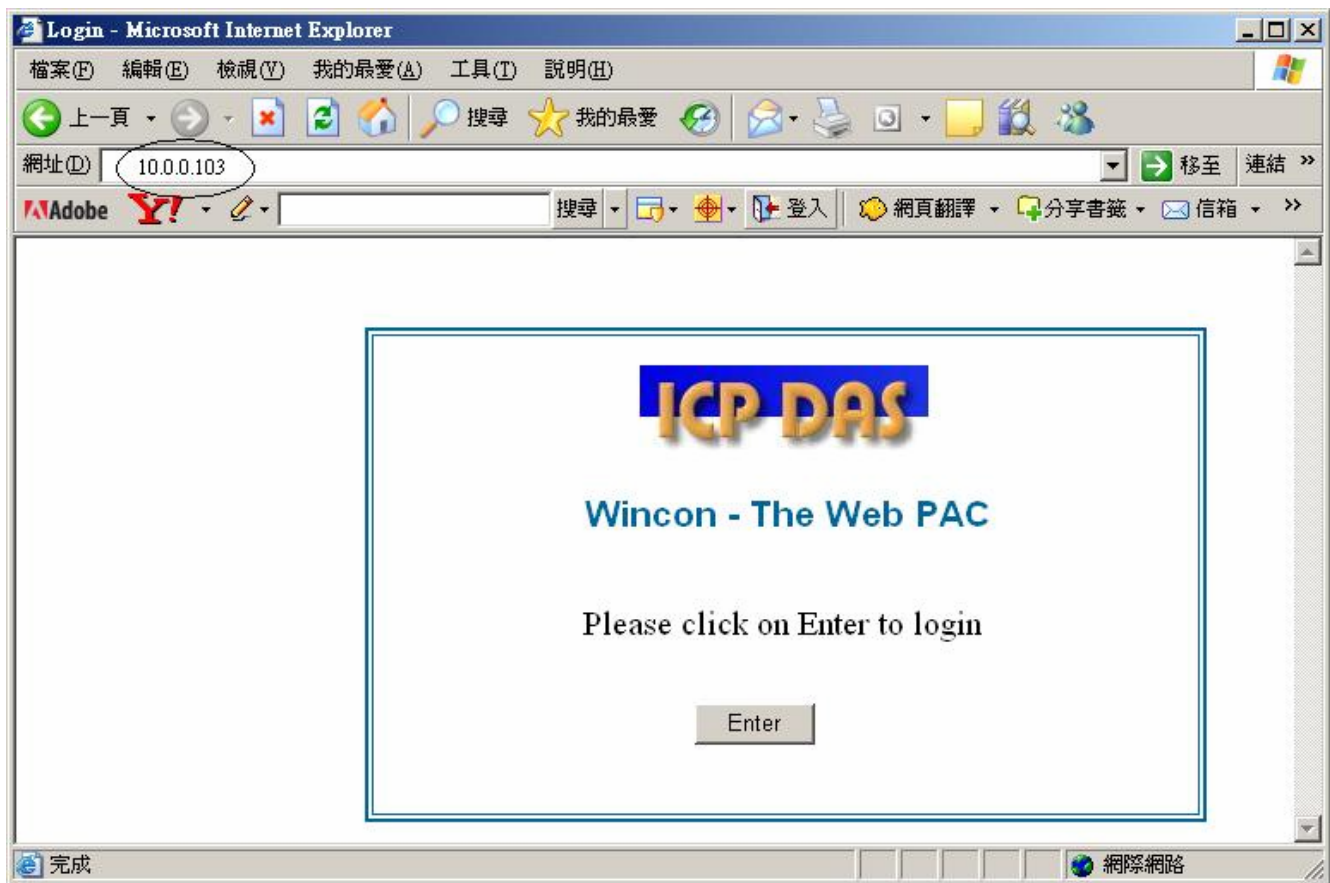 Login - Microsoft Internet Explorer
檔案(F) 編輯(E) 檢視(V) 我的最愛(A) 工具(T) 說明(H)
上一頁 搜尋 我的最愛
網址(D) 10.0.0.103 移至 連結 »
Adobe Y! 搜尋 登入 網頁翻譯 分享書籤 信箱 »
ICP DAS
Wincon - The Web PAC
Please click on Enter to login
Enter
完成 網際網路